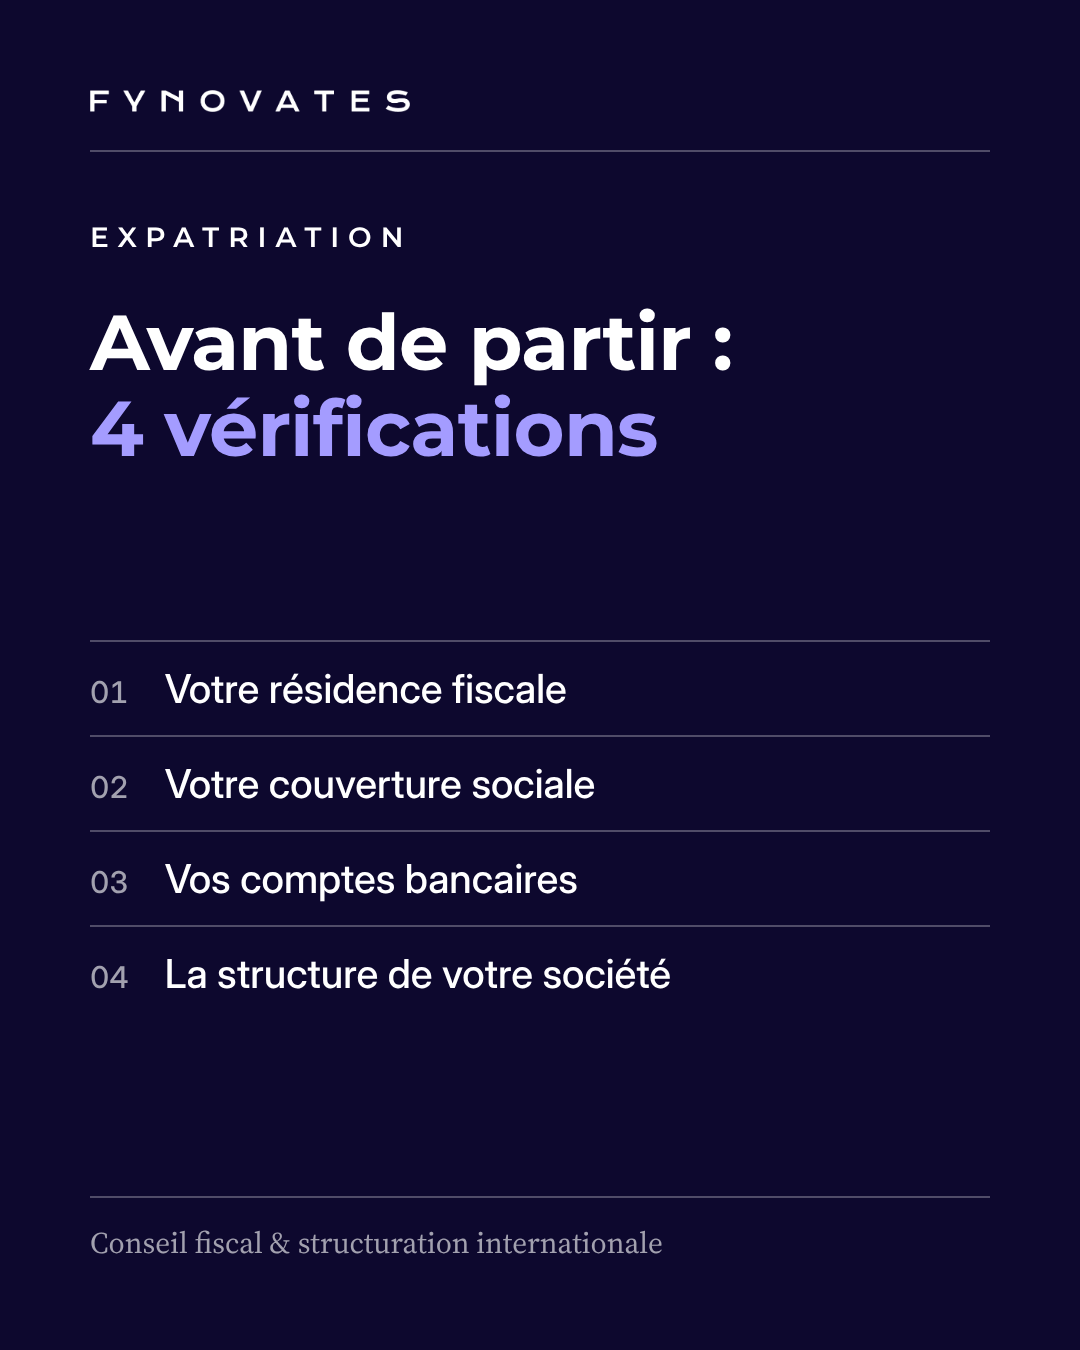 FYNOVATES
EXPATRIATION
Avant de partir :
4 vérifications
01 Votre résidence fiscale
02 Votre couverture sociale
03 Vos comptes bancaires
04 La structure de votre société
Conseil fiscal & structuration internationale